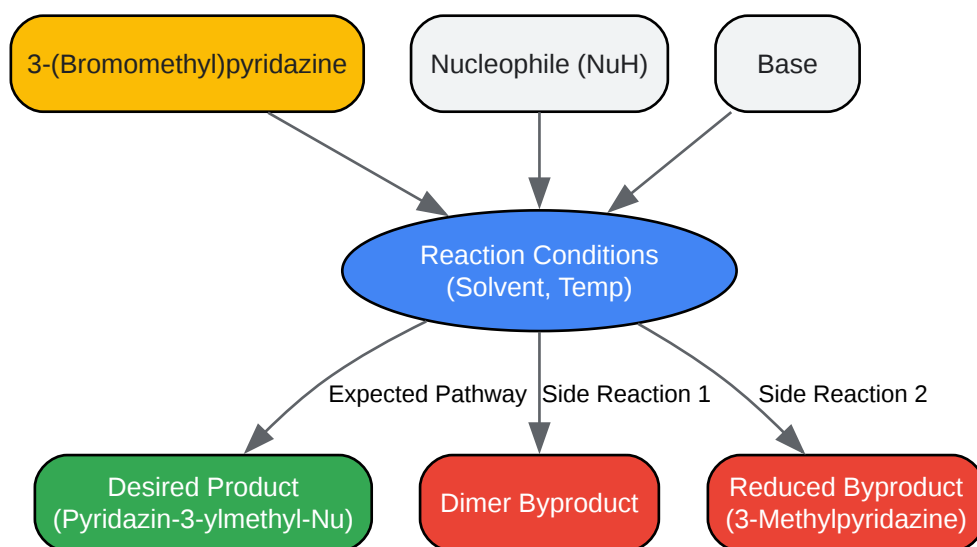 3-(Bromomethyl)pyridazine
Nucleophile (NuH)
Base
Reaction Conditions
(Solvent, Temp)
Expected Pathway
Side Reaction 1
Side Reaction 2
Desired Product
(Pyridazin-3-ylmethyl-Nu)
Dimer Byproduct
Reduced Byproduct
(3-Methylpyridazine)